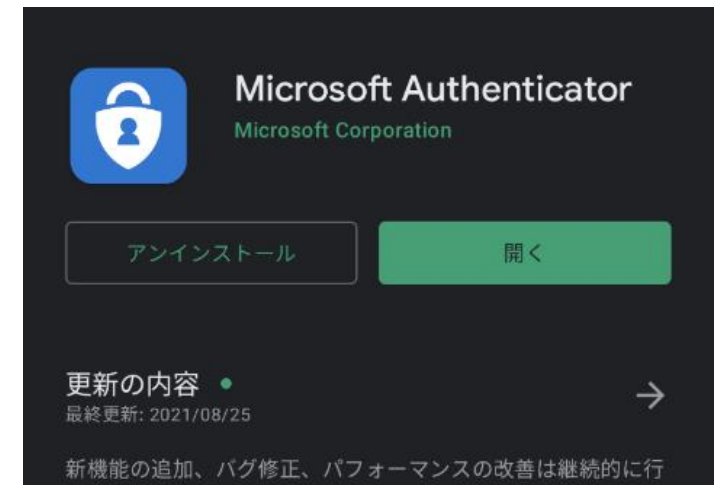 Microsoft Authenticator
Microsoft Corporation
アンインストール
開く
更新の内容
最終更新: 2021/08/25
新機能の追加、バグ修正、パフォーマンスの改善は継続的に行